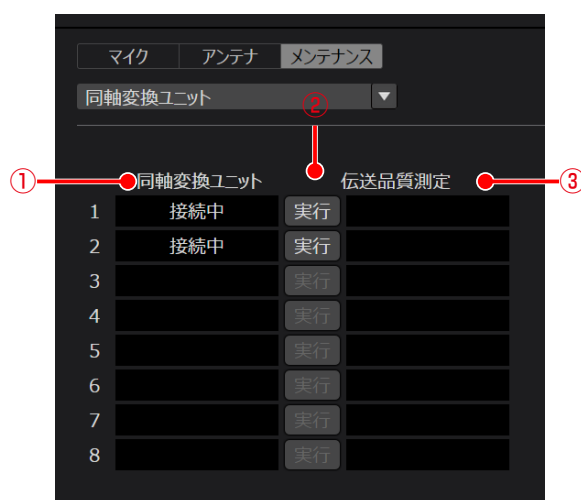 マイク アンテナ メンテナンス
同軸変換ユニット ▼
②
① 同軸変換ユニット 伝送品質測定 ③
1 接続中 実行
2 接続中 実行
3 実行
4 実行
5 実行
6 実行
7 実行
8 実行